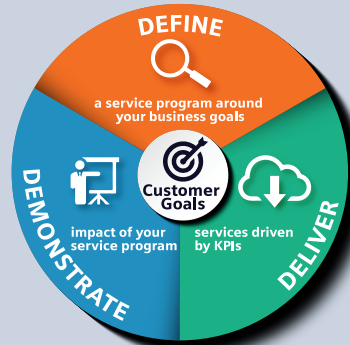 DEFINE
a service program around
your business goals
Customer
Goals
DEMONSTRATE
impact of your
service program
services driven
by KPIs
DELIVER